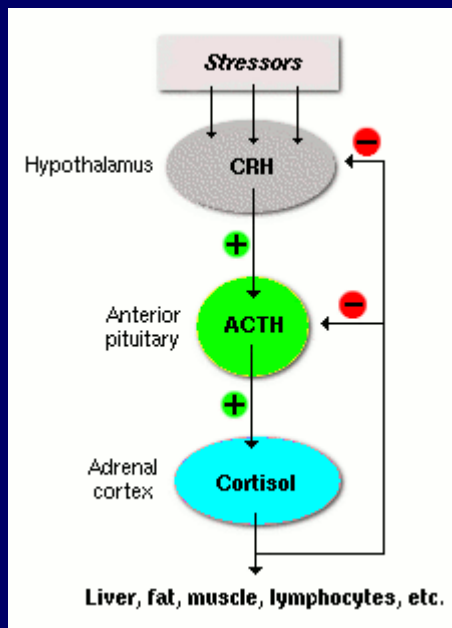 Stressors
Hypothalamus
CRH
−
+
Anterior
pituitary
ACTH
−
+
Adrenal
cortex
Cortisol
Liver, fat, muscle, lymphocytes, etc.